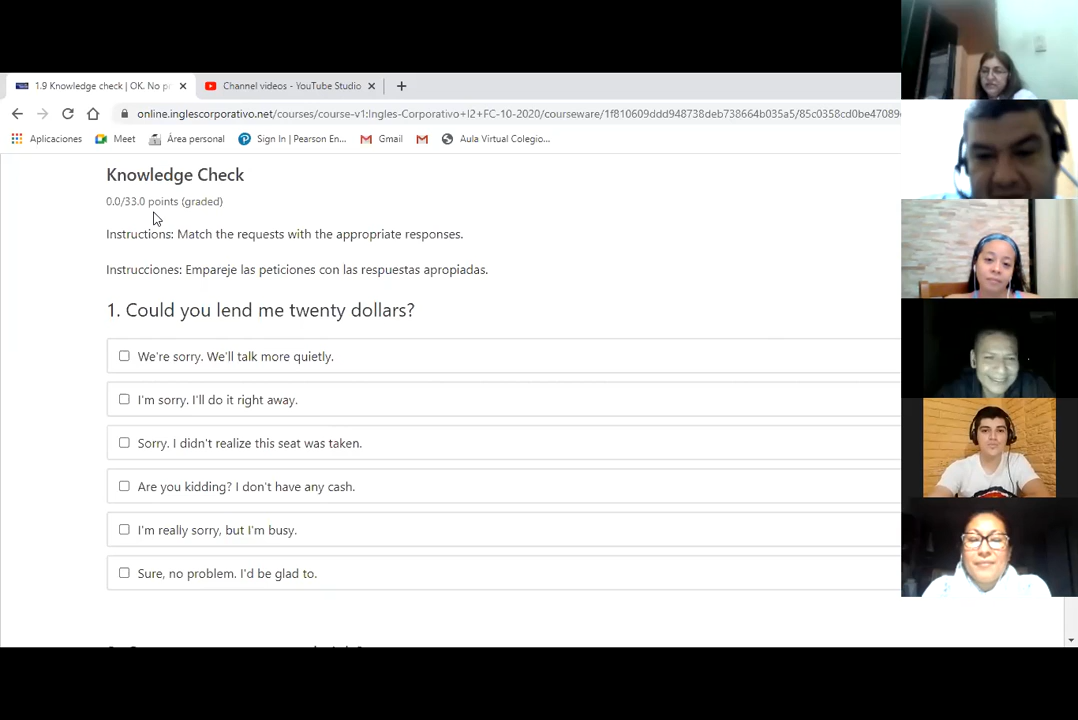 1.9 Knowledge check | OK. No p
Channel videos - YouTube Studio
online.inglescorporativo.net/courses/course-v1:Ingles-Corporativo+I2+FC-10-2020/courseware/1f810609ddd948738deb738664b035a5/85c0358cd0be47089
Aplicaciones
Meet
Área personal
Sign In | Pearson En...
Gmail
Aula Virtual Colegio...
Knowledge Check
0.0/33.0 points (graded)
Instructions: Match the requests with the appropriate responses.
Instrucciones: Empareje las peticiones con las respuestas apropiadas.
1. Could you lend me twenty dollars?
We're sorry. We'll talk more quietly.
I'm sorry. I'll do it right away.
Sorry. I didn't realize this seat was taken.
Are you kidding? I don't have any cash.
I'm really sorry, but I'm busy.
Sure, no problem. I'd be glad to.